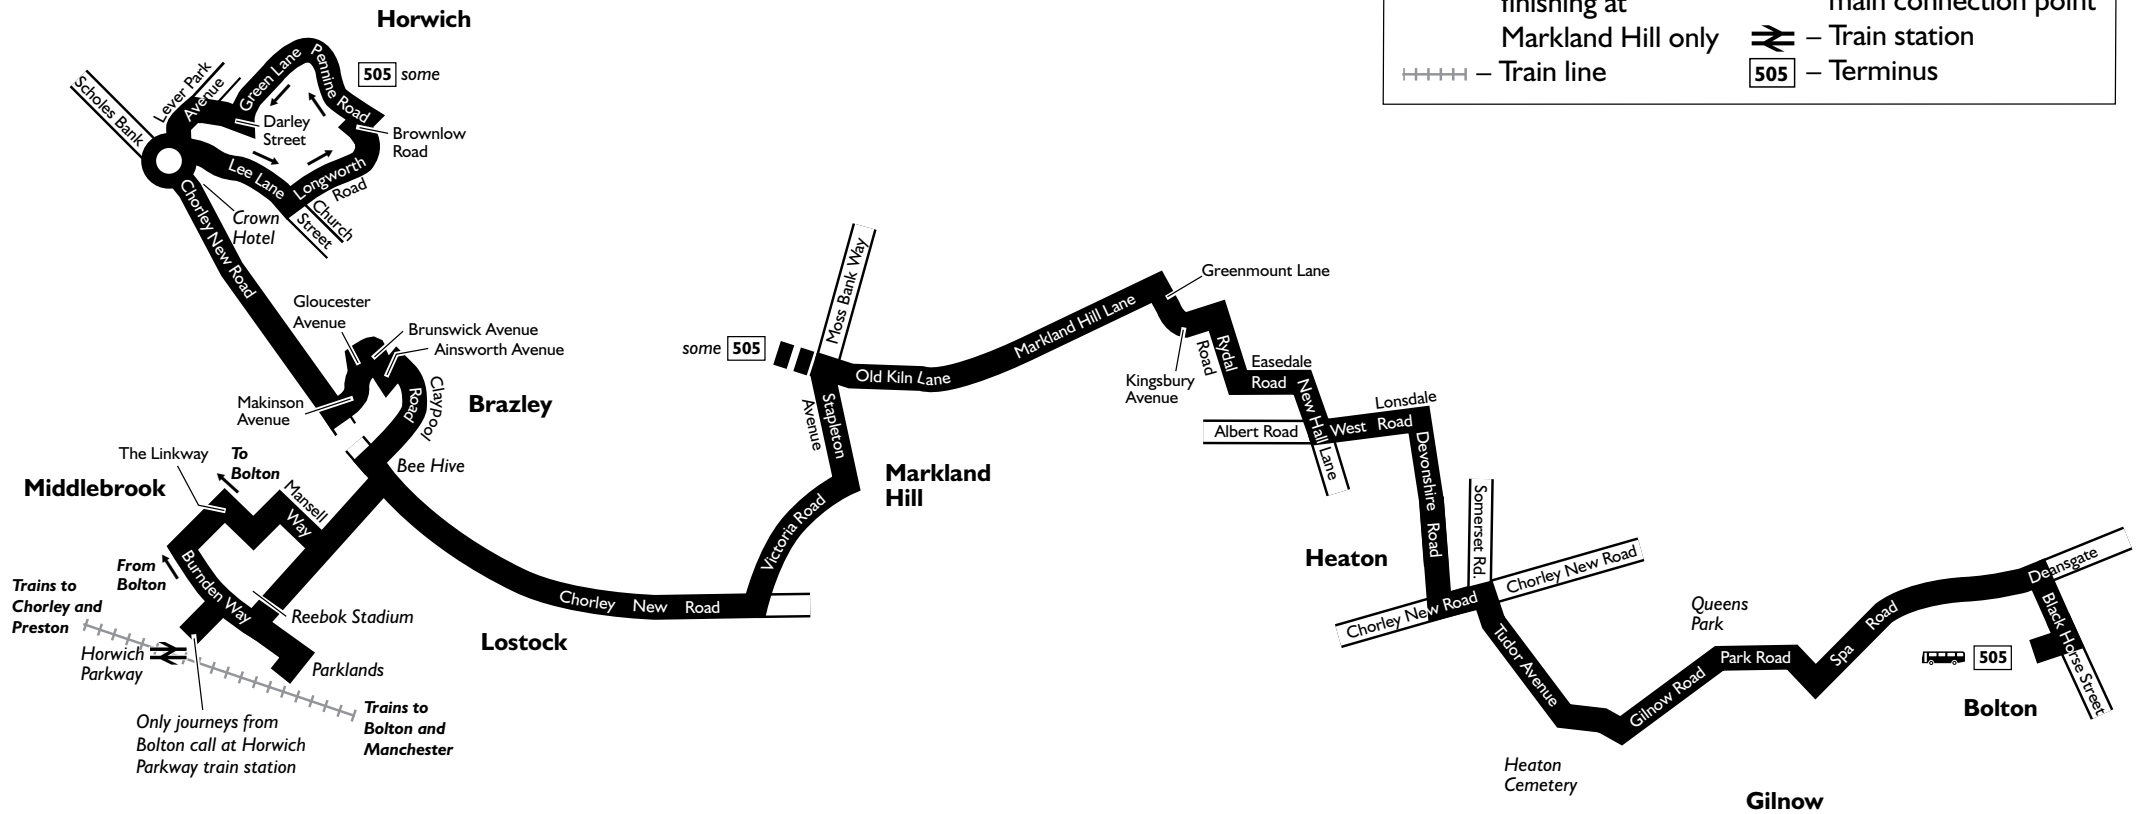 Horwich
finishing at
main connection point
Markland Hill only
– Train station
– Train line
505 – Terminus
505 some
Scholes Bank
Lever Park
Avenue
Green Lane
Pennine Road
Darley
Street
Brownlow
Road
Lee Lane
Longworth
Road
Church
Street
Crown
Hotel
Chorley New Road
Gloucester
Avenue
Brunswick Avenue
Ainsworth Avenue
Claypool
Road
Makinson
Avenue
Brazley
Bee Hive
The Linkway
To
Bolton
Middlebrook
Mansell
Way
From
Bolton
Burnden Way
Trains to
Chorley and
Preston
Reebok Stadium
Horwich
Parkway
Parklands
Only journeys from
Bolton call at Horwich
Parkway train station
Trains to
Bolton and
Manchester
Chorley New Road
Lostock
Victoria Road
Stapleton
Avenue
some 505
Moss Bank Way
Old Kiln Lane
Markland
Hill
Markland Hill Lane
Greenmount Lane
Kingsbury
Avenue
Rydal
Road
Easedale
Road
New Hall Lane
Albert Road
West Road
Lonsdale
Devonshire Road
Heaton
Somerset Rd.
Chorley New Road
Chorley New Road
Tudor Avenue
Heaton
Cemetery
Gilnow Road
Gilnow
Queens
Park
Park Road
Spa Road
Deansgate
Black Horse Street
505
Bolton